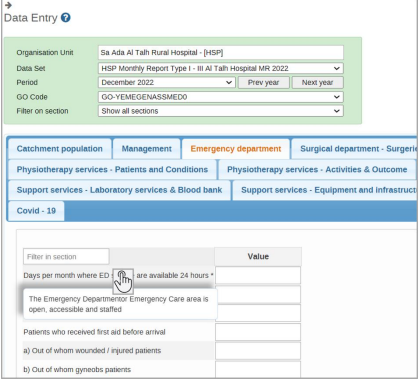 Data Entry
Organisation Unit
Sa Ada Al Talh Rural Hospital - [HSP]
Data Set
HSP Monthly Report Type I - III Al Talh Hospital MR 2022
Period
December 2022
Prev year
Next year
GO Code
GO-YEMEGENASSMED0
Filter on section
Show all sections
Catchment population
Management
Emergency department
Surgical department - Surgerie
Physiotherapy services - Patients and Conditions
Physiotherapy services - Activities & Outcome
Support services - Laboratory services & Blood bank
Support services - Equipment and infrastructu
Covid - 19
Filter in section
Value
Days per month where ED are available 24 hours *
The Emergency Departmentor Emergency Care area is
open, accessible and staffed
Patients who received first aid before arrival
a) Out of whom wounded / injured patients
b) Out of whom gyneobs patients